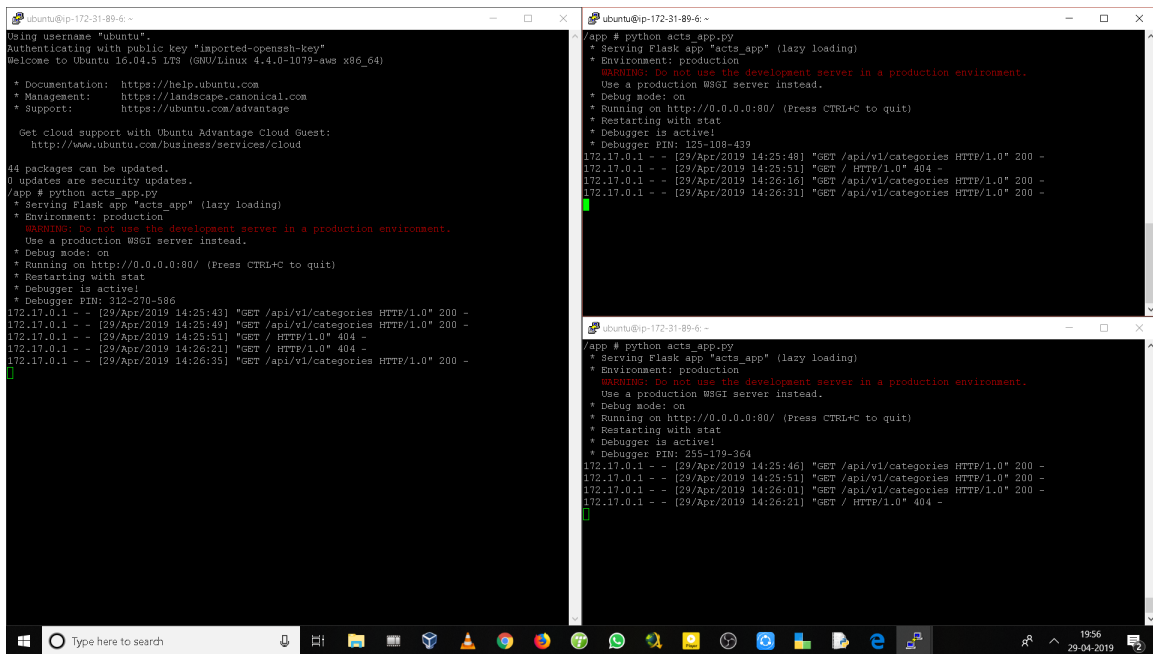 ubuntu@ip-172-31-89-6: ~
Using username "ubuntu".
Authenticating with public key "imported-openssh-key"
Welcome to Ubuntu 16.04.5 LTS (GNU/Linux 4.4.0-1079-aws x86_64)
* Documentation:  https://help.ubuntu.com
* Management:     https://landscape.canonical.com
* Support:        https://ubuntu.com/advantage
Get cloud support with Ubuntu Advantage Cloud Guest:
http://www.ubuntu.com/business/services/cloud
44 packages can be updated.
0 updates are security updates.
/app # python acts_app.py
* Serving Flask app "acts_app" (lazy loading)
* Environment: production
WARNING: Do not use the development server in a production environment.
Use a production WSGI server instead.
* Debug mode: on
* Running on http://0.0.0.0:80/ (Press CTRL+C to quit)
* Restarting with stat
* Debugger is active!
* Debugger PIN: 312-270-586
172.17.0.1 - - [29/Apr/2019 14:25:43] "GET /api/v1/categories HTTP/1.0" 200 -
172.17.0.1 - - [29/Apr/2019 14:25:49] "GET /api/v1/categories HTTP/1.0" 200 -
172.17.0.1 - - [29/Apr/2019 14:25:51] "GET / HTTP/1.0" 404 -
172.17.0.1 - - [29/Apr/2019 14:26:21] "GET / HTTP/1.0" 404 -
172.17.0.1 - - [29/Apr/2019 14:26:35] "GET /api/v1/categories HTTP/1.0" 200 -
ubuntu@ip-172-31-89-6: ~
/app # python acts_app.py
* Serving Flask app "acts_app" (lazy loading)
* Environment: production
WARNING: Do not use the development server in a production environment.
Use a production WSGI server instead.
* Debug mode: on
* Running on http://0.0.0.0:80/ (Press CTRL+C to quit)
* Restarting with stat
* Debugger is active!
* Debugger PIN: 125-108-439
172.17.0.1 - - [29/Apr/2019 14:25:48] "GET /api/v1/categories HTTP/1.0" 200 -
172.17.0.1 - - [29/Apr/2019 14:25:51] "GET / HTTP/1.0" 404 -
172.17.0.1 - - [29/Apr/2019 14:26:16] "GET /api/v1/categories HTTP/1.0" 200 -
172.17.0.1 - - [29/Apr/2019 14:26:31] "GET /api/v1/categories HTTP/1.0" 200 -
ubuntu@ip-172-31-89-6: ~
/app # python acts_app.py
* Serving Flask app "acts_app" (lazy loading)
* Environment: production
WARNING: Do not use the development server in a production environment.
Use a production WSGI server instead.
* Debug mode: on
* Running on http://0.0.0.0:80/ (Press CTRL+C to quit)
* Restarting with stat
* Debugger is active!
* Debugger PIN: 255-179-364
172.17.0.1 - - [29/Apr/2019 14:25:46] "GET /api/v1/categories HTTP/1.0" 200 -
172.17.0.1 - - [29/Apr/2019 14:25:51] "GET /api/v1/categories HTTP/1.0" 200 -
172.17.0.1 - - [29/Apr/2019 14:26:01] "GET /api/v1/categories HTTP/1.0" 200 -
172.17.0.1 - - [29/Apr/2019 14:26:21] "GET / HTTP/1.0" 404 -
Type here to search
19:56
29-04-2019
2